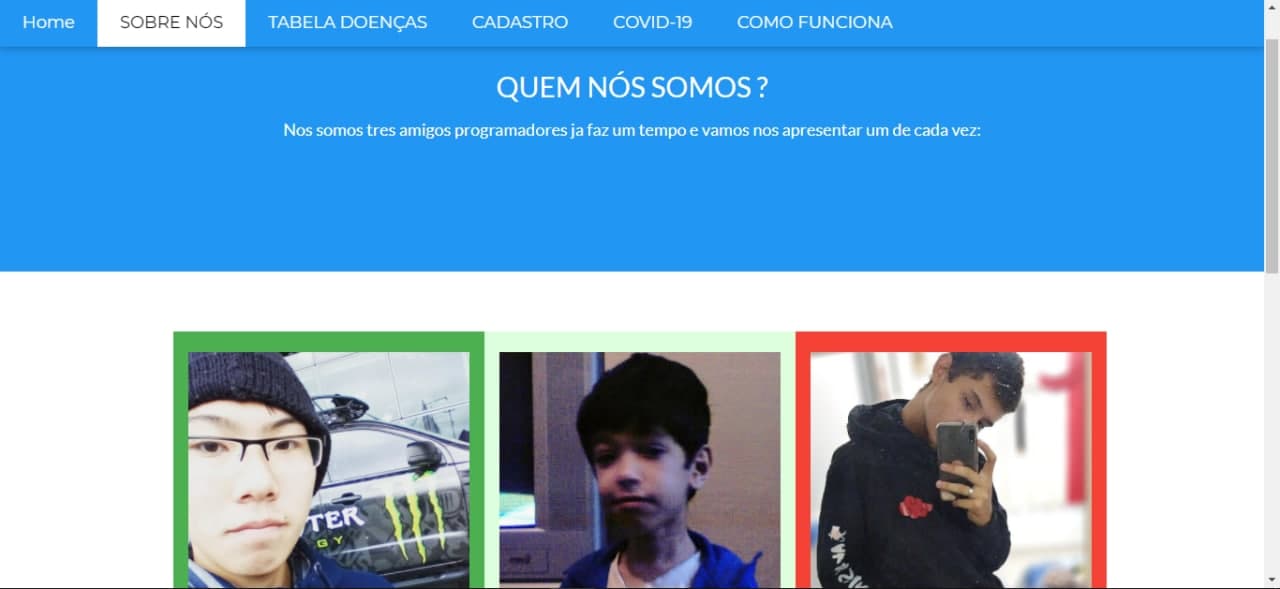 Home SOBRE NÓS TABELA DOENÇAS CADASTRO COVID-19 COMO FUNCIONA
QUEM NÓS SOMOS ?
Nos somos tres amigos programadores ja faz um tempo e vamos nos apresentar um de cada vez:
TER
GY